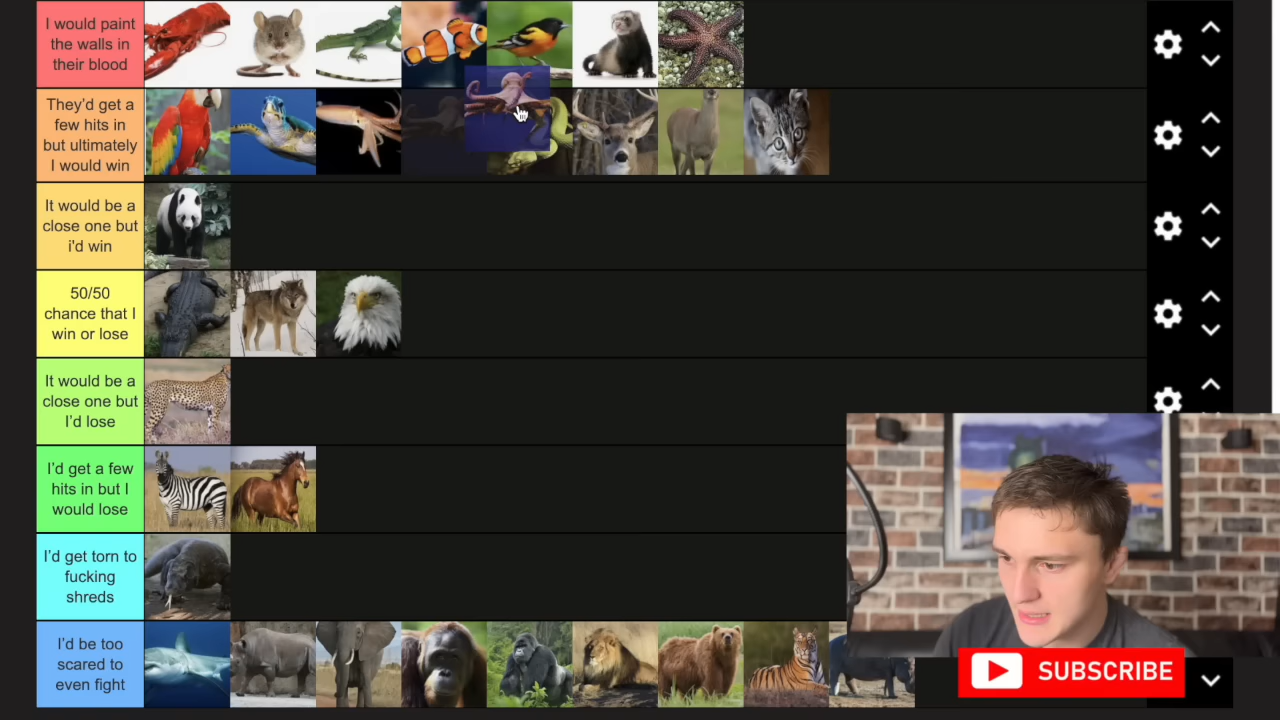 I would paint
the walls in
their blood
They'd get a
few hits in
but ultimately
I would win
It would be a
close one but
i'd win
50/50
chance that I
win or lose
It would be a
close one but
I'd lose
I'd get a few
hits in but I
would lose
I'd get torn to
fucking
shreds
I'd be too
scared to
even fight
SUBSCRIBE